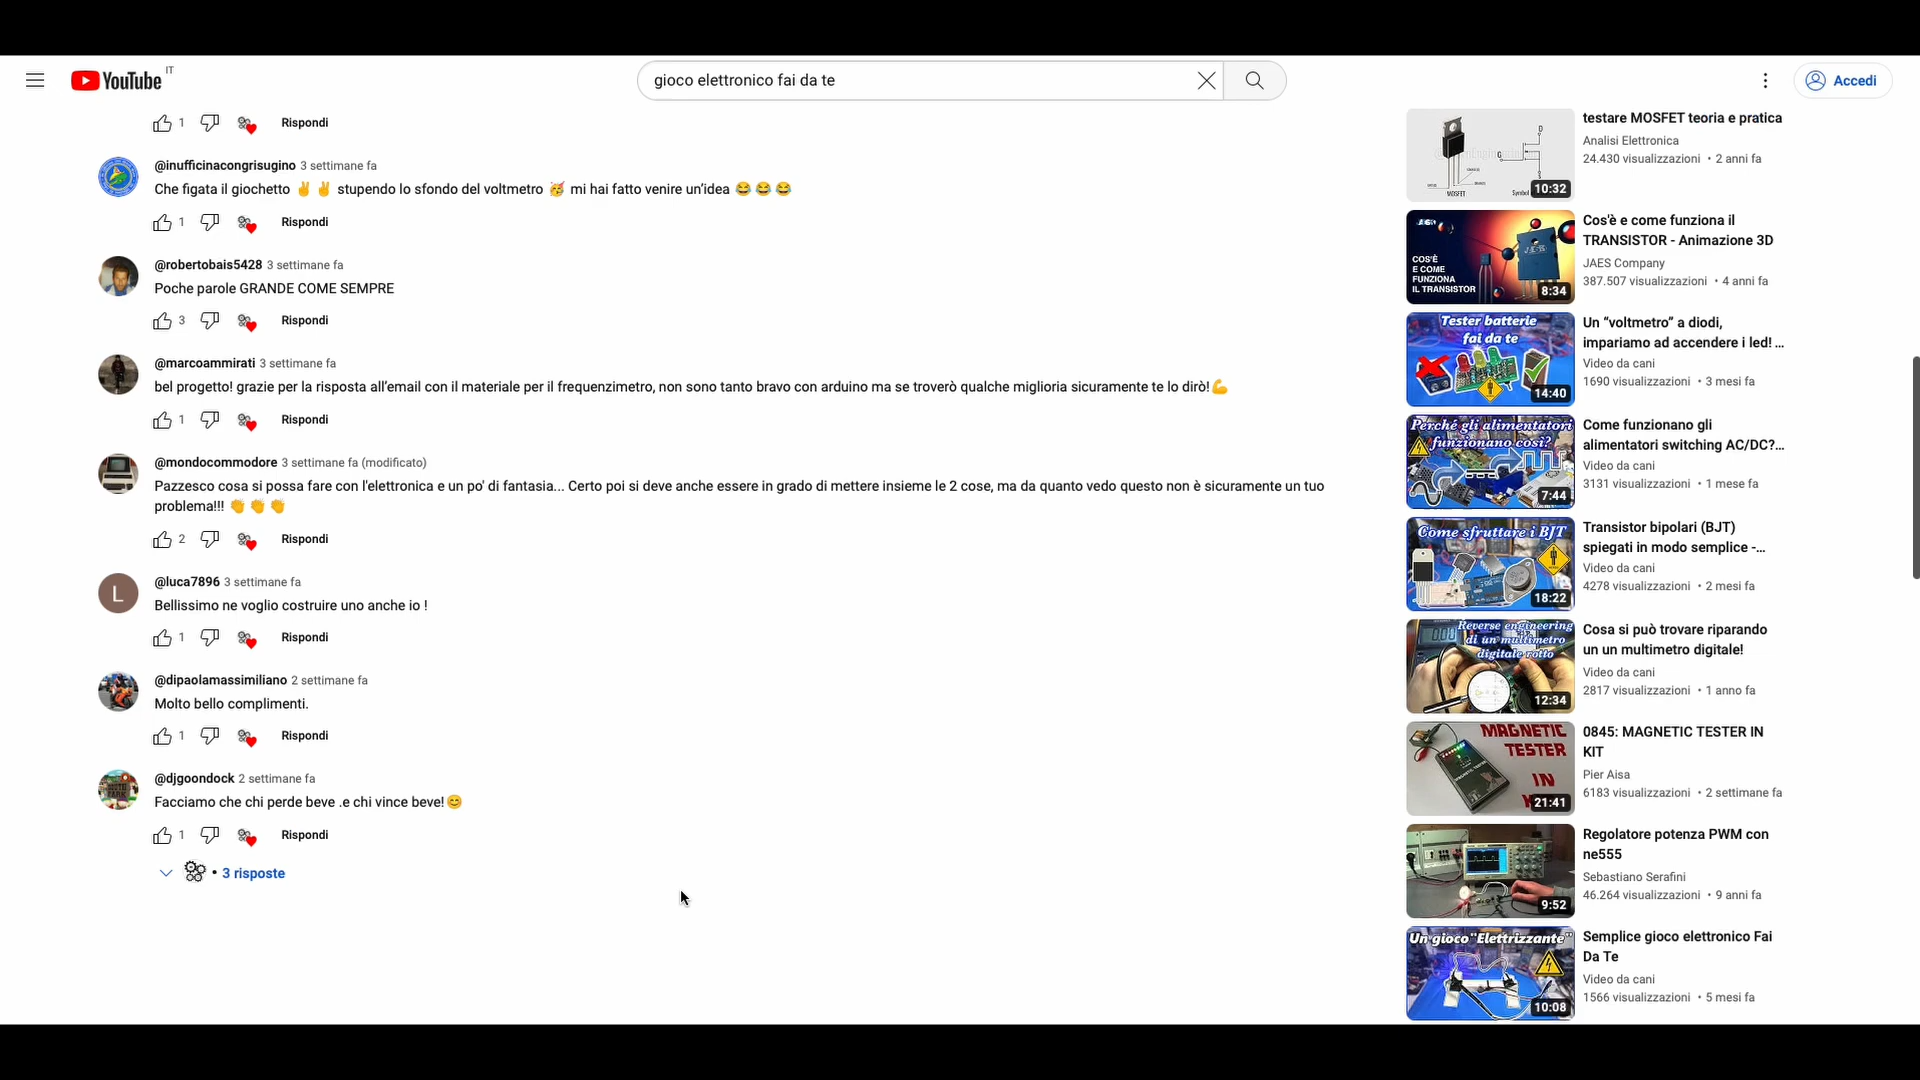 YouTube IT
gioco elettronico fai da te
Accedi
1 Rispondi
@inufficinacongrisugino 3 settimane fa
Che figata il giochetto ✌️ ✌️ stupendo lo sfondo del voltmetro 🥳 mi hai fatto venire un’idea 😂 😂 😂
1 Rispondi
@robertobais5428 3 settimane fa
Poche parole GRANDE COME SEMPRE
3 Rispondi
@marcoammirati 3 settimane fa
bel progetto! grazie per la risposta all’email con il materiale per il frequenzimetro, non sono tanto bravo con arduino ma se troverò qualche miglioria sicuramente te lo dirò!💪
1 Rispondi
@mondocommodore 3 settimane fa (modificato)
Pazzesco cosa si possa fare con l'elettronica e un po' di fantasia... Certo poi si deve anche essere in grado di mettere insieme le 2 cose, ma da quanto vedo questo non è sicuramente un tuo
problema!!! 👏 👏 👏
2 Rispondi
@luca7896 3 settimane fa
L
Bellissimo ne voglio costruire uno anche io !
1 Rispondi
@dipaolamassimiliano 2 settimane fa
Molto bello complimenti.
1 Rispondi
@djgoondock 2 settimane fa
Facciamo che chi perde beve .e chi vince beve!😊
1 Rispondi
• 3 risposte
MOSFET
Symbol
10:32
testare MOSFET teoria e pratica
Analisi Elettronica
24.430 visualizzazioni • 2 anni fa
JAES
COS'È
E COME
FUNZIONA
IL TRANSISTOR
8:34
Cos'è e come funziona il
TRANSISTOR - Animazione 3D
JAES Company
387.507 visualizzazioni • 4 anni fa
Tester batterie
fai da te
14:40
Un “voltmetro” a diodi,
impariamo ad accendere i led! ...
Video da cani
1690 visualizzazioni • 3 mesi fa
Perché gli alimentatori
funzionano così?
7:44
Come funzionano gli
alimentatori switching AC/DC?...
Video da cani
3131 visualizzazioni • 1 mese fa
Come sfruttare i BJT
18:22
Transistor bipolari (BJT)
spiegati in modo semplice -...
Video da cani
4278 visualizzazioni • 2 mesi fa
Reverse engineering
di un multimetro
digitale rotto
12:34
Cosa si può trovare riparando
un un multimetro digitale!
Video da cani
2817 visualizzazioni • 1 anno fa
MAGNETIC
TESTER
IN
21:41
0845: MAGNETIC TESTER IN
KIT
Pier Aisa
6183 visualizzazioni • 2 settimane fa
9:52
Regolatore potenza PWM con
ne555
Sebastiano Serafini
46.264 visualizzazioni • 9 anni fa
Un gioco "Elettrizzante"
10:08
Semplice gioco elettronico Fai
Da Te
Video da cani
1566 visualizzazioni • 5 mesi fa